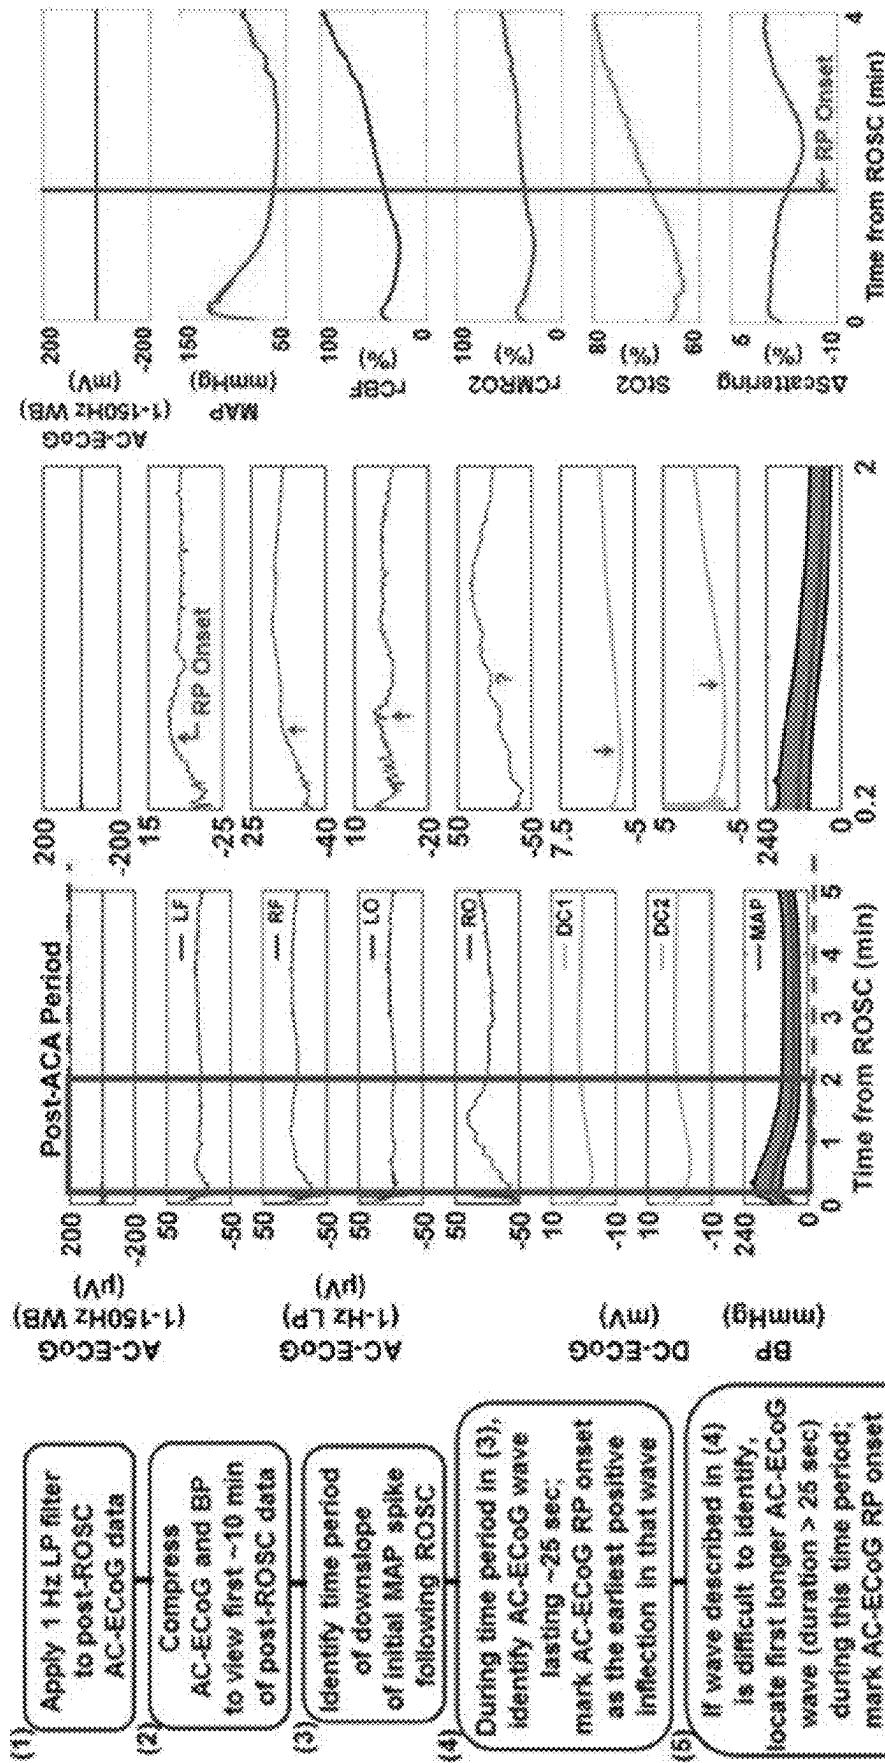 (1)
Apply 1 Hz LP filter
to post-ROSC
AC-ECoG data
(2)
Compress
AC-ECoG and BP
to view first ~10 min
of post-ROSC data
(3)
Identify time period
of downslope
of initial MAP spike
following ROSC
(4)
During time period in (3),
identify AC-ECoG wave
lasting ~25 sec;
mark AC-ECoG RP onset
as the earliest positive
inflection in that wave
(5)
If wave described in (4)
is difficult to identify,
locate first longer AC-ECoG
wave (duration > 25 sec)
during this time period;
mark AC-ECoG RP onset
Post-ACA Period
AC-ECoG
(1-150Hz WB)
(µV)
200
-200
AC-ECoG
(1-Hz LP)
(µV)
50
-50
LF
50
-50
RF
50
-50
LO
50
-50
RO
DC-ECoG
(mV)
10
-10
DC1
10
-10
DC2
BP
(mmHg)
240
0
MAP
0 1 2 3 4 5
Time from ROSC (min)
200
-200
15
-25
RP Onset
25
-40
10
-20
50
-50
?
7.5
-5
5
-5
240
0
0.2 2
AC-ECoG
(1-150Hz WB)
(mV)
200
-200
MAP
(mmHg)
150
50
rCBF
(%)
100
0
rCMRO2
(%)
100
0
StO2
(%)
80
60
ΔScattering
(%)
5
-10
RP Onset
0 4
Time from ROSC (min)